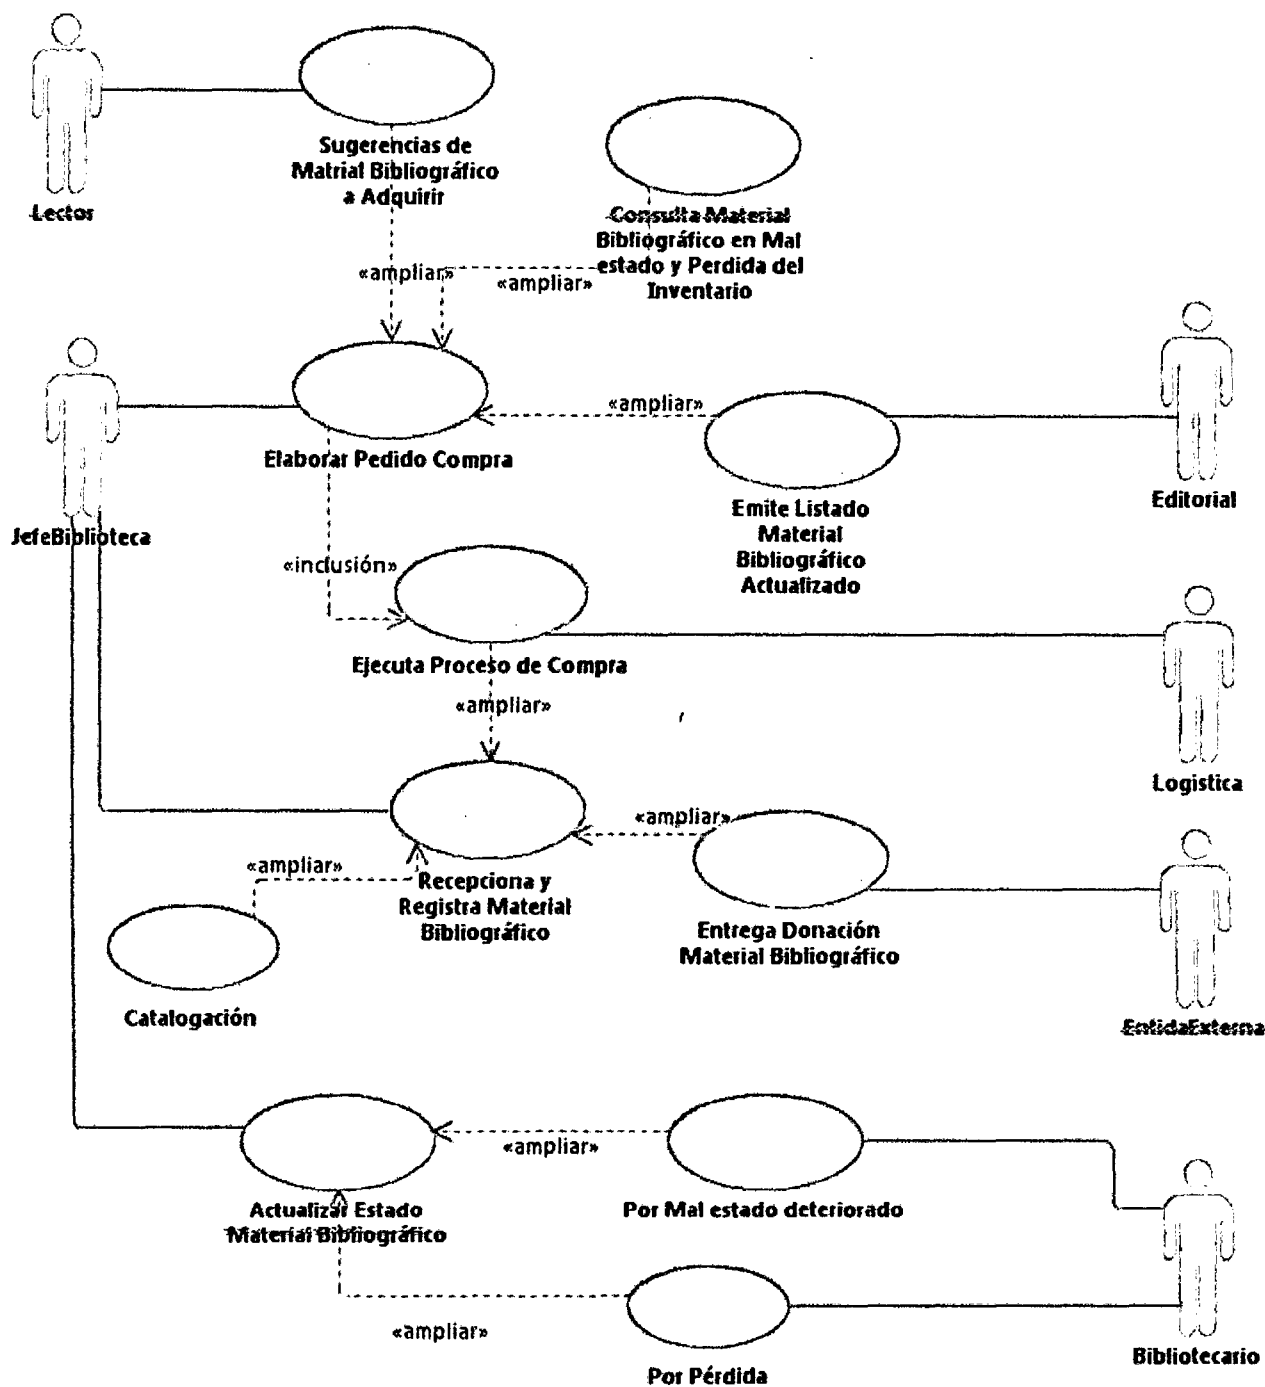 Sugerencias de
Matrial Bibliográfico
a Adquirir
Lector
Consulta Material
Bibliográfico en Mal
estado y Perdida del
Inventario
«ampliar»
«ampliar»
«ampliar»
Elaborar Pedido Compra
Editorial
Emite Listado
Material
Bibliográfico
Actualizado
JefeBiblioteca
«inclusión»
Ejecuta Proceso de Compra
«ampliar»
Logistica
«ampliar»
«ampliar»
Recepciona y
Registra Material
Bibliográfico
Entrega Donación
Material Bibliográfico
Catalogación
EntidaExterna
«ampliar»
Actualizar Estado
Material Bibliográfico
Por Mal estado deteriorado
«ampliar»
Bibliotecario
Por Pérdida